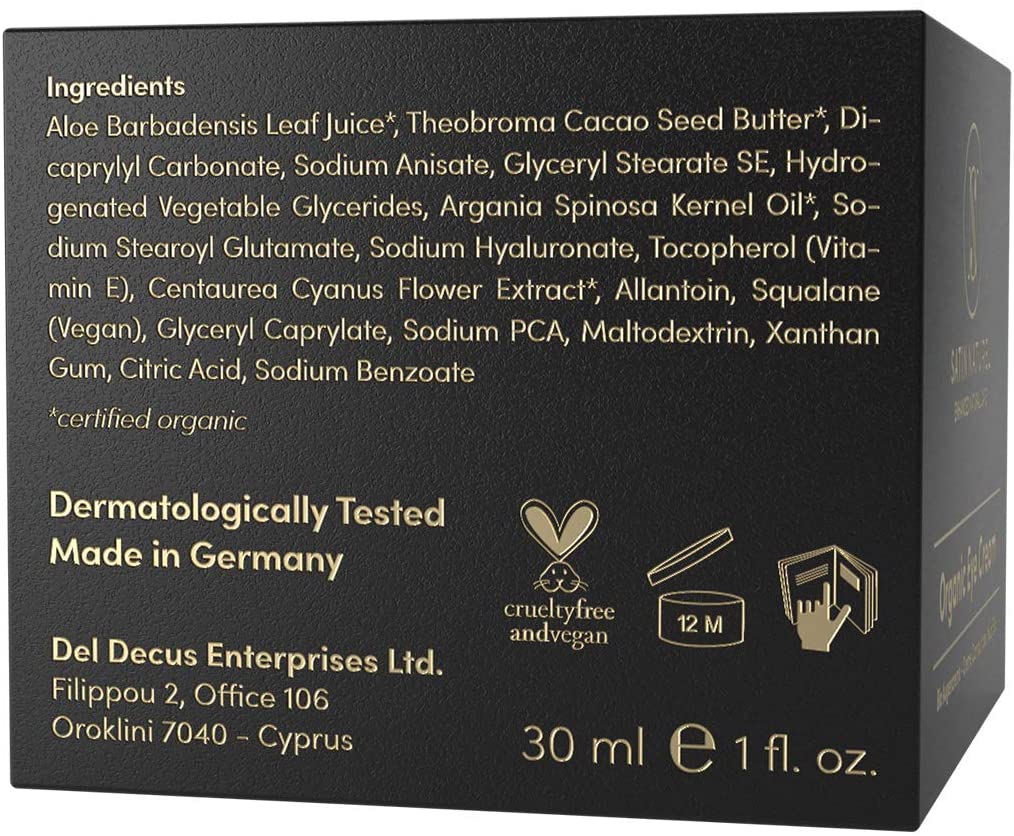 Ingredients
Aloe Barbadensis Leaf Juice*, Theobroma Cacao Seed Butter*, Di-
caprylyl Carbonate, Sodium Anisate, Glyceryl Stearate SE, Hydro-
genated Vegetable Glycerides, Argania Spinosa Kernel Oil*, So-
dium Stearoyl Glutamate, Sodium Hyaluronate, Tocopherol (Vita-
min E), Centaurea Cyanus Flower Extract*, Allantoin, Squalane
(Vegan), Glyceryl Caprylate, Sodium PCA, Maltodextrin, Xanthan
Gum, Citric Acid, Sodium Benzoate
*certified organic
Dermatologically Tested
Made in Germany
crueltyfree
andvegan
12 M
Del Decus Enterprises Ltd.
Filippou 2, Office 106
Oroklini 7040 - Cyprus
30 ml e 1 fl. oz.
SATIN NATUREL
Organic Eye Cream